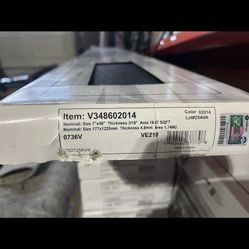 Item: V348602014
Color 02014
Lot#25AVA
Nominal: Size 7"x48" Thickness 3/16" Area 18.67 SQFT
Nominal: Size 177x1220mm Thickness 4.8mm Area 1.74M2
0736V VE210
050725AVA